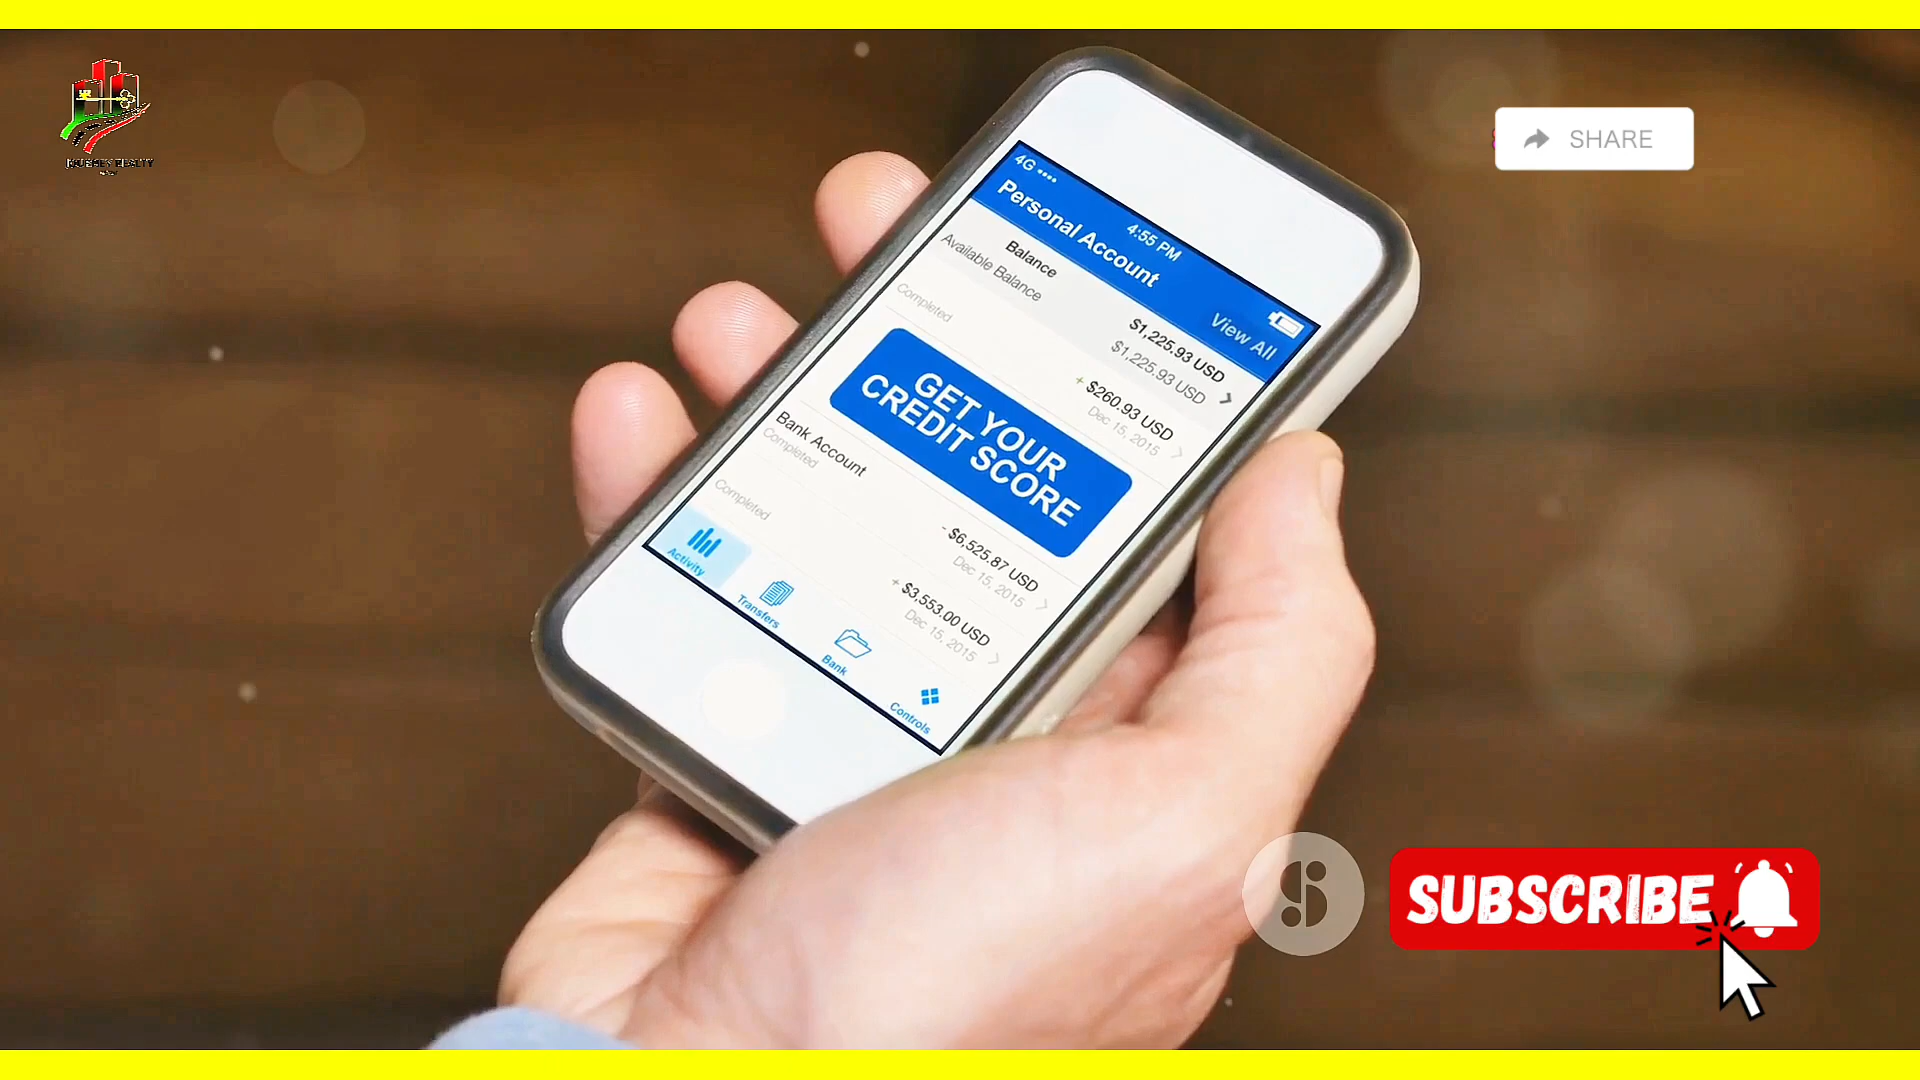 JOURNEY REALTY
SHARE
4G
4:55 PM
Personal Account
View All
Balance
$1,225.93 USD
Available Balance
$1,225.93 USD
+ $260.93 USD
Completed
Dec 15, 2015
GET YOUR
CREDIT SCORE
Bank Account
- $6,525.87 USD
Completed
Dec 15, 2015
+ $3,553.00 USD
Completed
Dec 15, 2015
Activity
Transfers
Bank
Controls
SUBSCRIBE